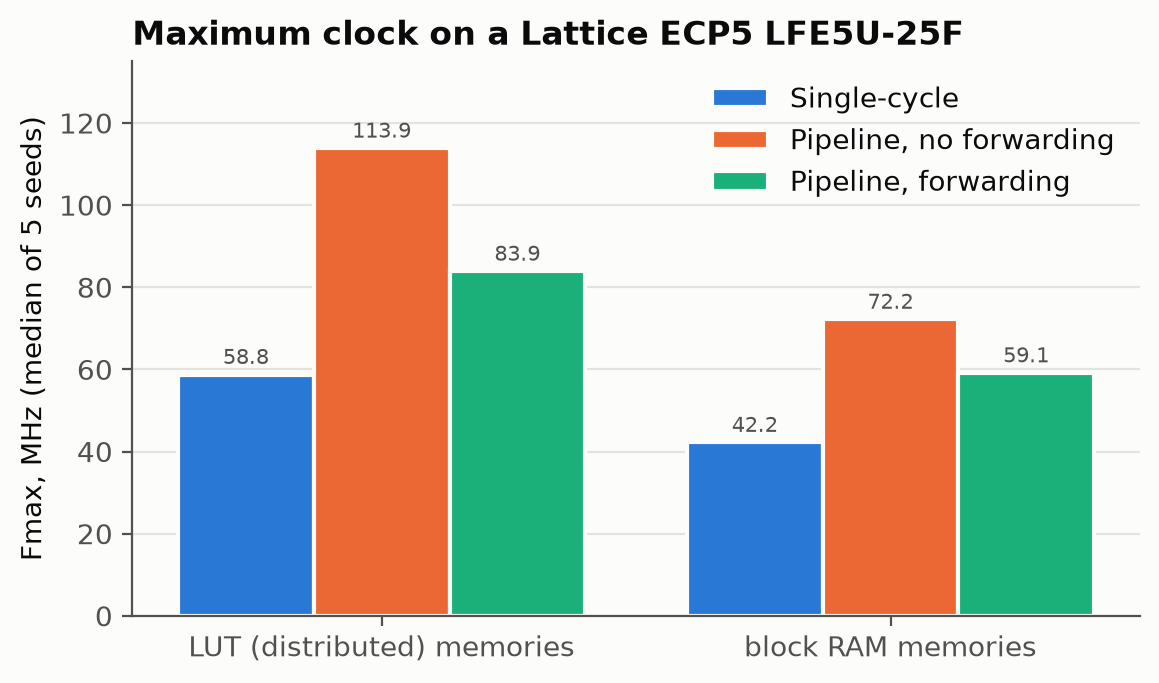 Maximum clock on a Lattice ECP5 LFE5U-25F
Single-cycle
Pipeline, no forwarding
Pipeline, forwarding
Fmax, MHz (median of 5 seeds)
120
100
80
60
40
20
0
58.8
113.9
83.9
42.2
72.2
59.1
LUT (distributed) memories
block RAM memories